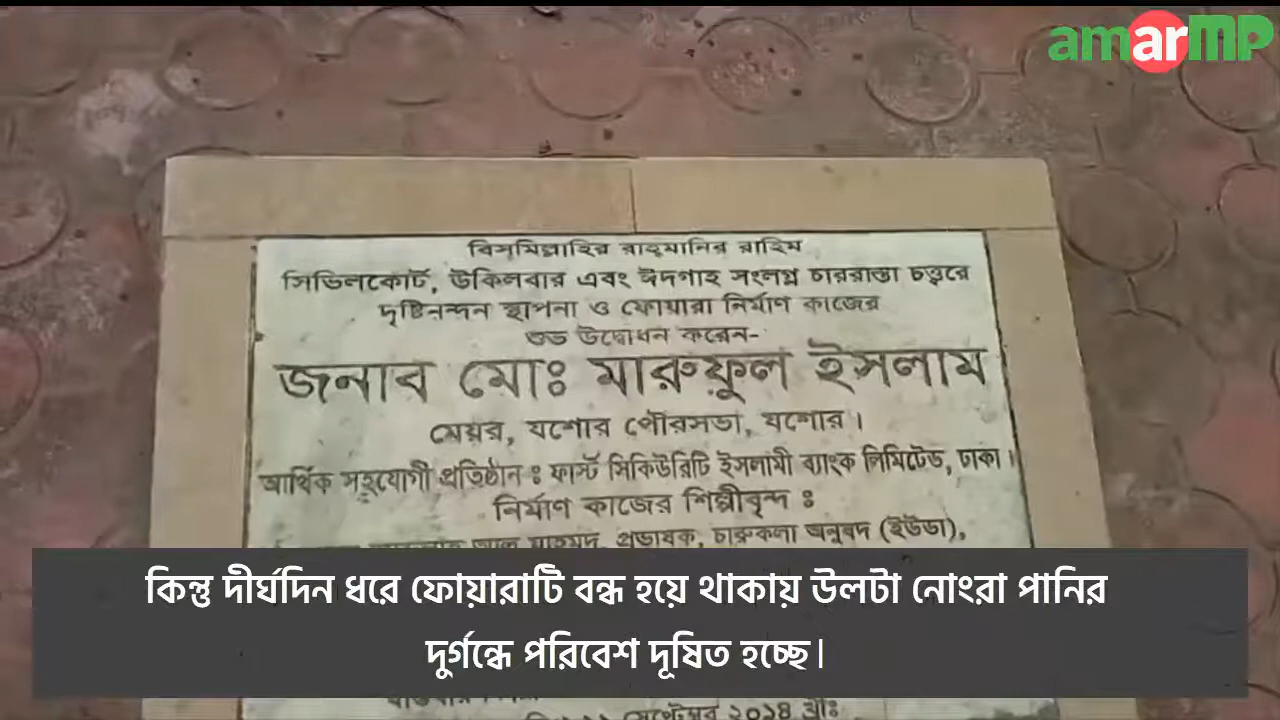 amarMP
বিস্‌মিল্লাহির রাহ্‌মানির রাহিম
সিভিলকোর্ট, উকিলবার এবং ঈদগাহ সংলগ্ন চাররাস্তা চত্বরে
দৃষ্টিনন্দন স্থাপনা ও ফোয়ারা নির্মাণ কাজের
শুভ উদ্বোধন করেন-
জনাব মোঃ মারুফুল ইসলাম
মেয়র, যশোর পৌরসভা, যশোর।
আর্থিক সহযোগী প্রতিষ্ঠান ঃ ফার্স্ট সিকিউরিটি ইসলামী ব্যাংক লিমিটেড, ঢাকা।
নির্মাণ কাজের শিল্পীবৃন্দ ঃ
আল মাহমুদ, প্রভাষক, চারুকলা অনুষদ (ইউডা),
কিন্তু দীর্ঘদিন ধরে ফোয়ারাটি বন্ধ হয়ে থাকায় উলটা নোংরা পানির
দুর্গন্ধে পরিবেশ দূষিত হচ্ছে।
সেপ্টেম্বর ২০১৪ খ্রীঃ